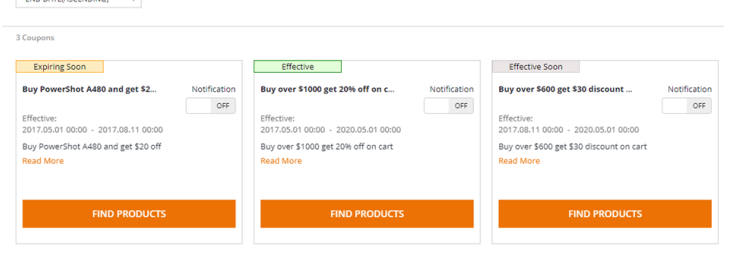 END DATE(ASCENDING)
3 Coupons
Expiring Soon
Buy PowerShot A480 and get $2...
Notification
OFF
Effective:
2017.05.01 00:00 - 2017.08.11 00:00
Buy PowerShot A480 and get $20 off
Read More
FIND PRODUCTS
Effective
Buy over $1000 get 20% off on c...
Notification
OFF
Effective:
2017.05.01 00:00 - 2020.05.01 00:00
Buy over $1000 get 20% off on cart
Read More
FIND PRODUCTS
Effective Soon
Buy over $600 get $30 discount ...
Notification
OFF
Effective:
2017.08.11 00:00 - 2020.05.01 00:00
Buy over $600 get $30 discount on cart
Read More
FIND PRODUCTS